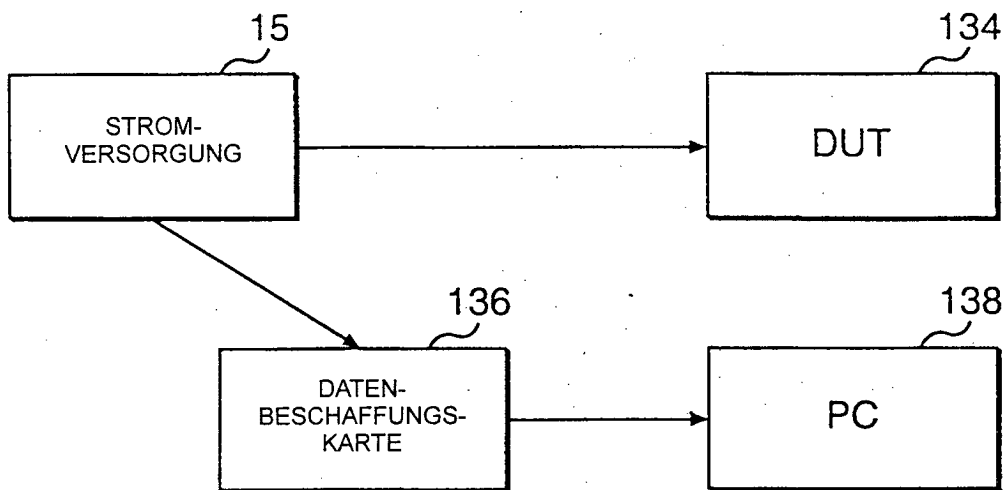 15
134
STROM-
VERSORGUNG
DUT
136
138
DATEN-
BESCHAFFUNGS-
KARTE
PC